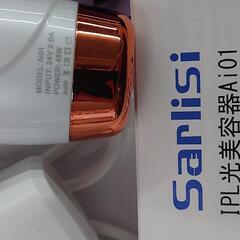 MODEL: Ai01
INPUT: 24V 2.0A
POWER: 48W
RoHS
Sarlisi
IPL光美容器Ai01